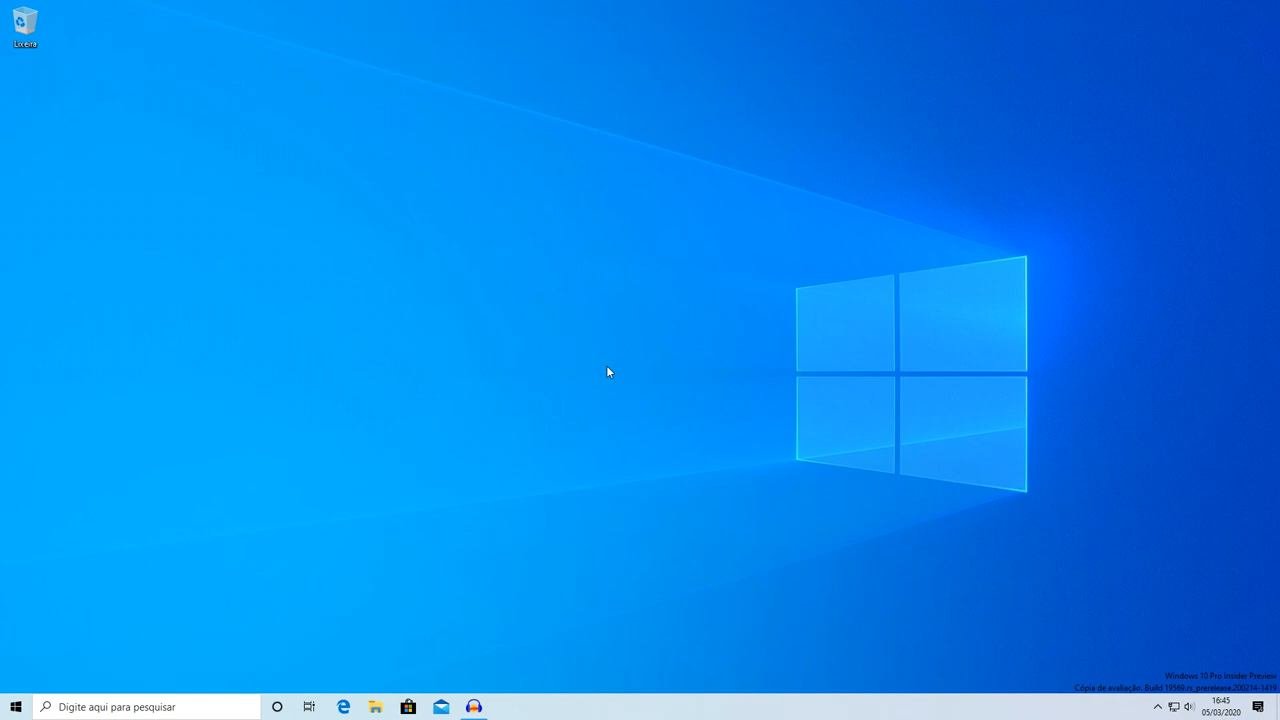 Lixeira
Windows 10 Pro Insider Preview
Cópia de avaliação. Build 19569.rs_prerelease.200214-1419
Digite aqui para pesquisar
16:45
05/03/2020